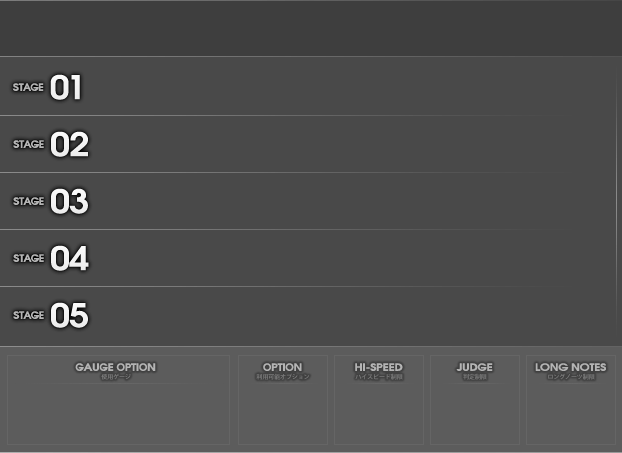 STAGE 01
STAGE 02
STAGE 03
STAGE 04
STAGE 05
GAUGE OPTION OPTION HI-SPEED JUDGE LONG NOTES
使用ゲージ 利用可能オプション ハイスピード制限 判定制限 ロングノーツ制限